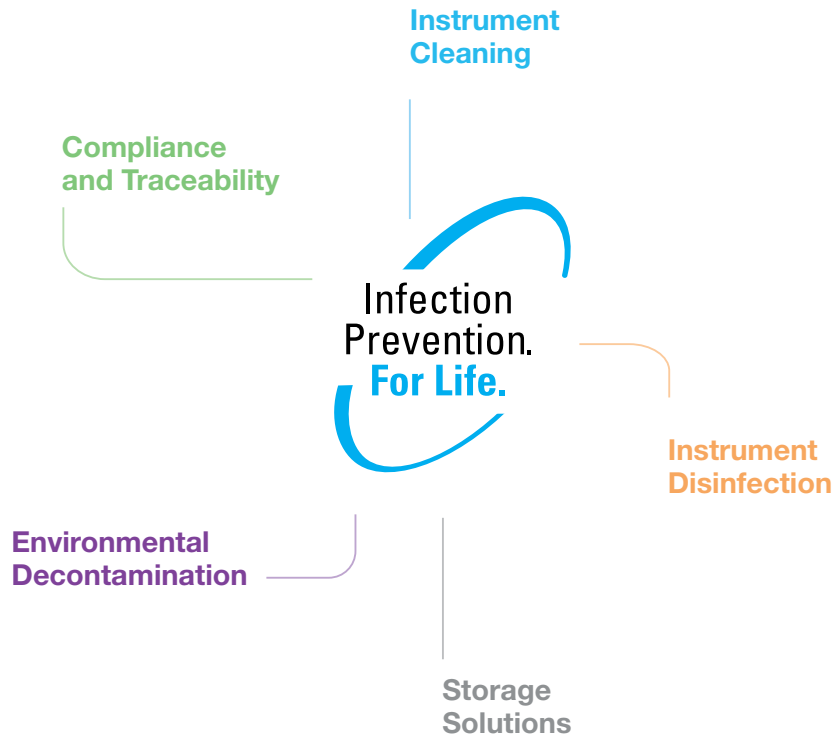 Instrument
Cleaning
Compliance
and Traceability
Infection
Prevention.
For Life.
Instrument
Disinfection
Environmental
Decontamination
Storage
Solutions